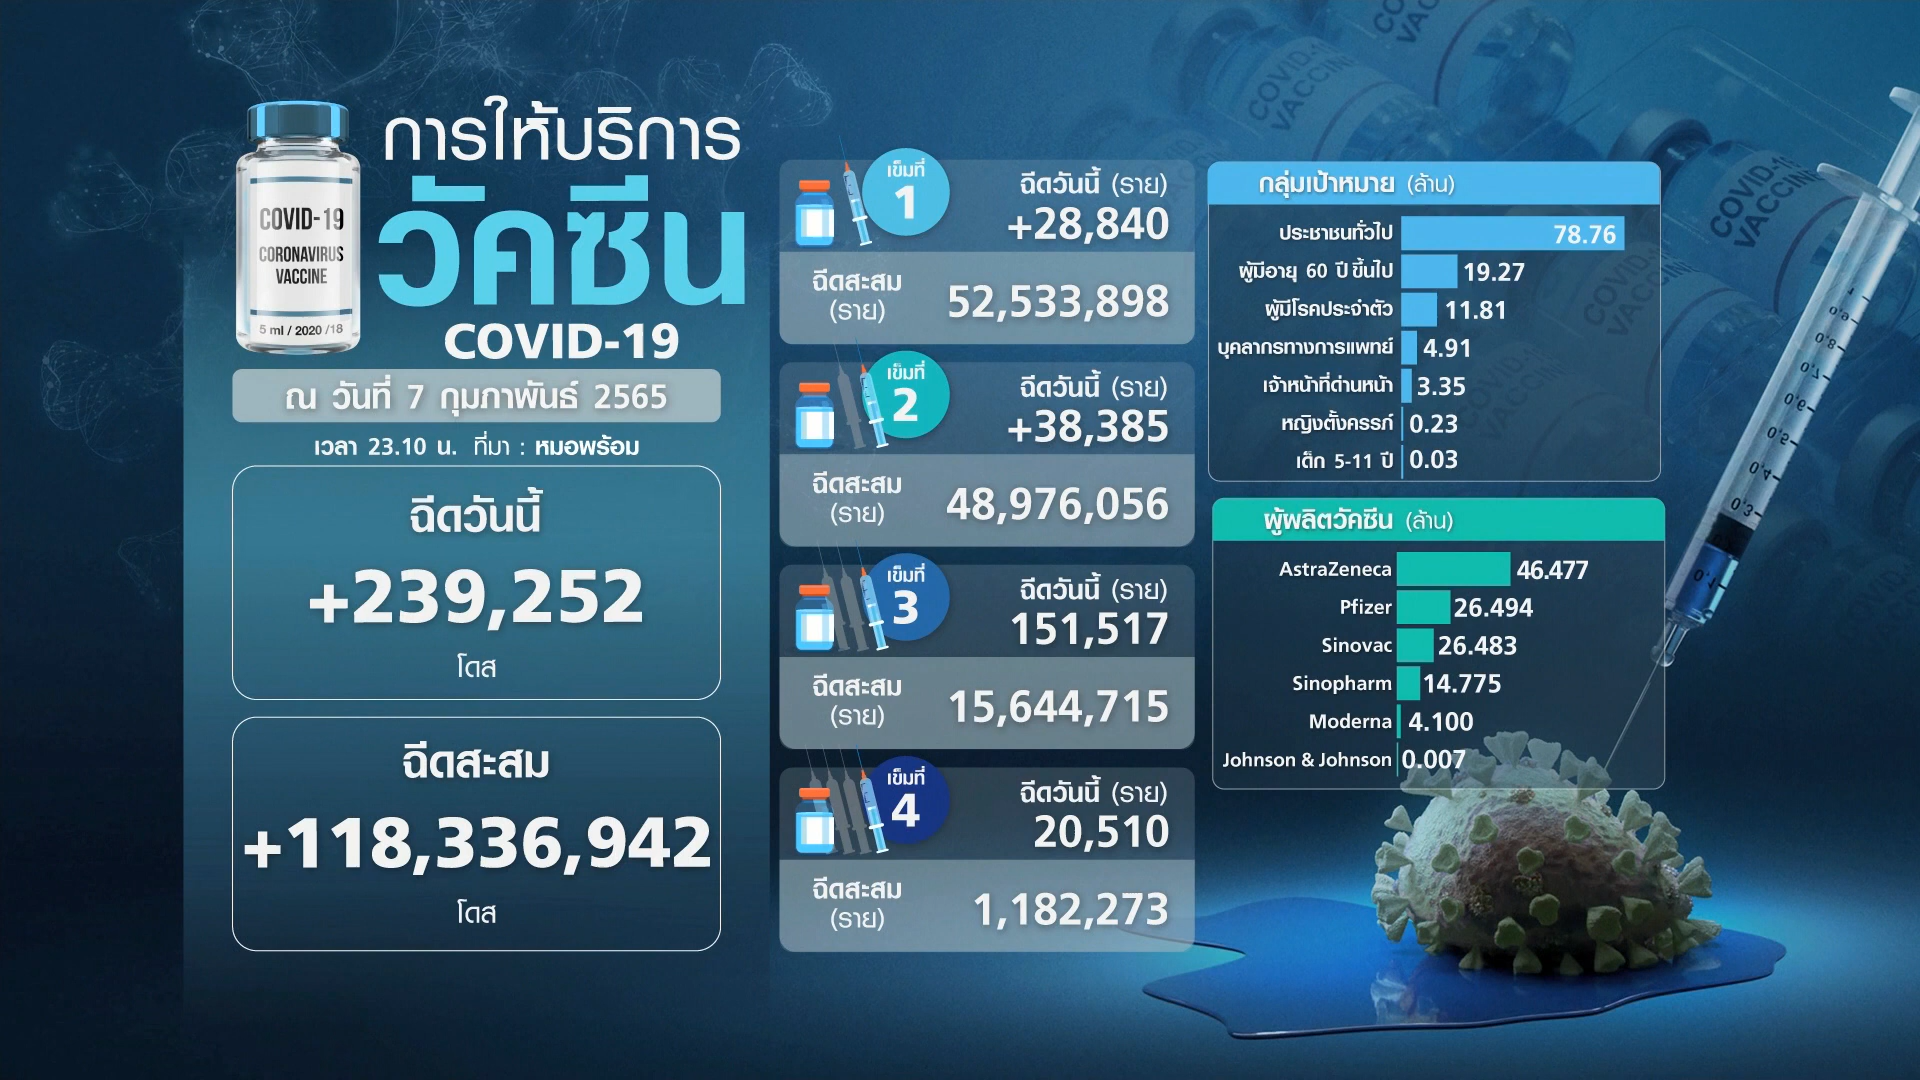 การให้บริการ
วัคซีน
COVID-19
COVID-19
CORONAVIRUS
VACCINE
5 ml / 2020 /18
ณ วันที่ 7 กุมภาพันธ์ 2565
เวลา 23.10 น. ที่มา : หมอพร้อม
ฉีดวันนี้
+239,252
โดส
ฉีดสะสม
+118,336,942
โดส
เข็มที่
1
ฉีดวันนี้ (ราย)
+28,840
ฉีดสะสม
(ราย)
52,533,898
เข็มที่
2
ฉีดวันนี้ (ราย)
+38,385
ฉีดสะสม
(ราย)
48,976,056
เข็มที่
3
ฉีดวันนี้ (ราย)
151,517
ฉีดสะสม
(ราย)
15,644,715
เข็มที่
4
ฉีดวันนี้ (ราย)
20,510
ฉีดสะสม
(ราย)
1,182,273
กลุ่มเป้าหมาย (ล้าน)
ประชาชนทั่วไป 78.76
ผู้มีอายุ 60 ปี ขึ้นไป 19.27
ผู้มีโรคประจำตัว 11.81
บุคลากรทางการแพทย์ 4.91
เจ้าหน้าที่ด่านหน้า 3.35
หญิงตั้งครรภ์ 0.23
เด็ก 5-11 ปี 0.03
ผู้ผลิตวัคซีน (ล้าน)
AstraZeneca 46.477
Pfizer 26.494
Sinovac 26.483
Sinopharm 14.775
Moderna 4.100
Johnson & Johnson 0.007
COVID-19
VACCINE
COVID-19
VACCINE